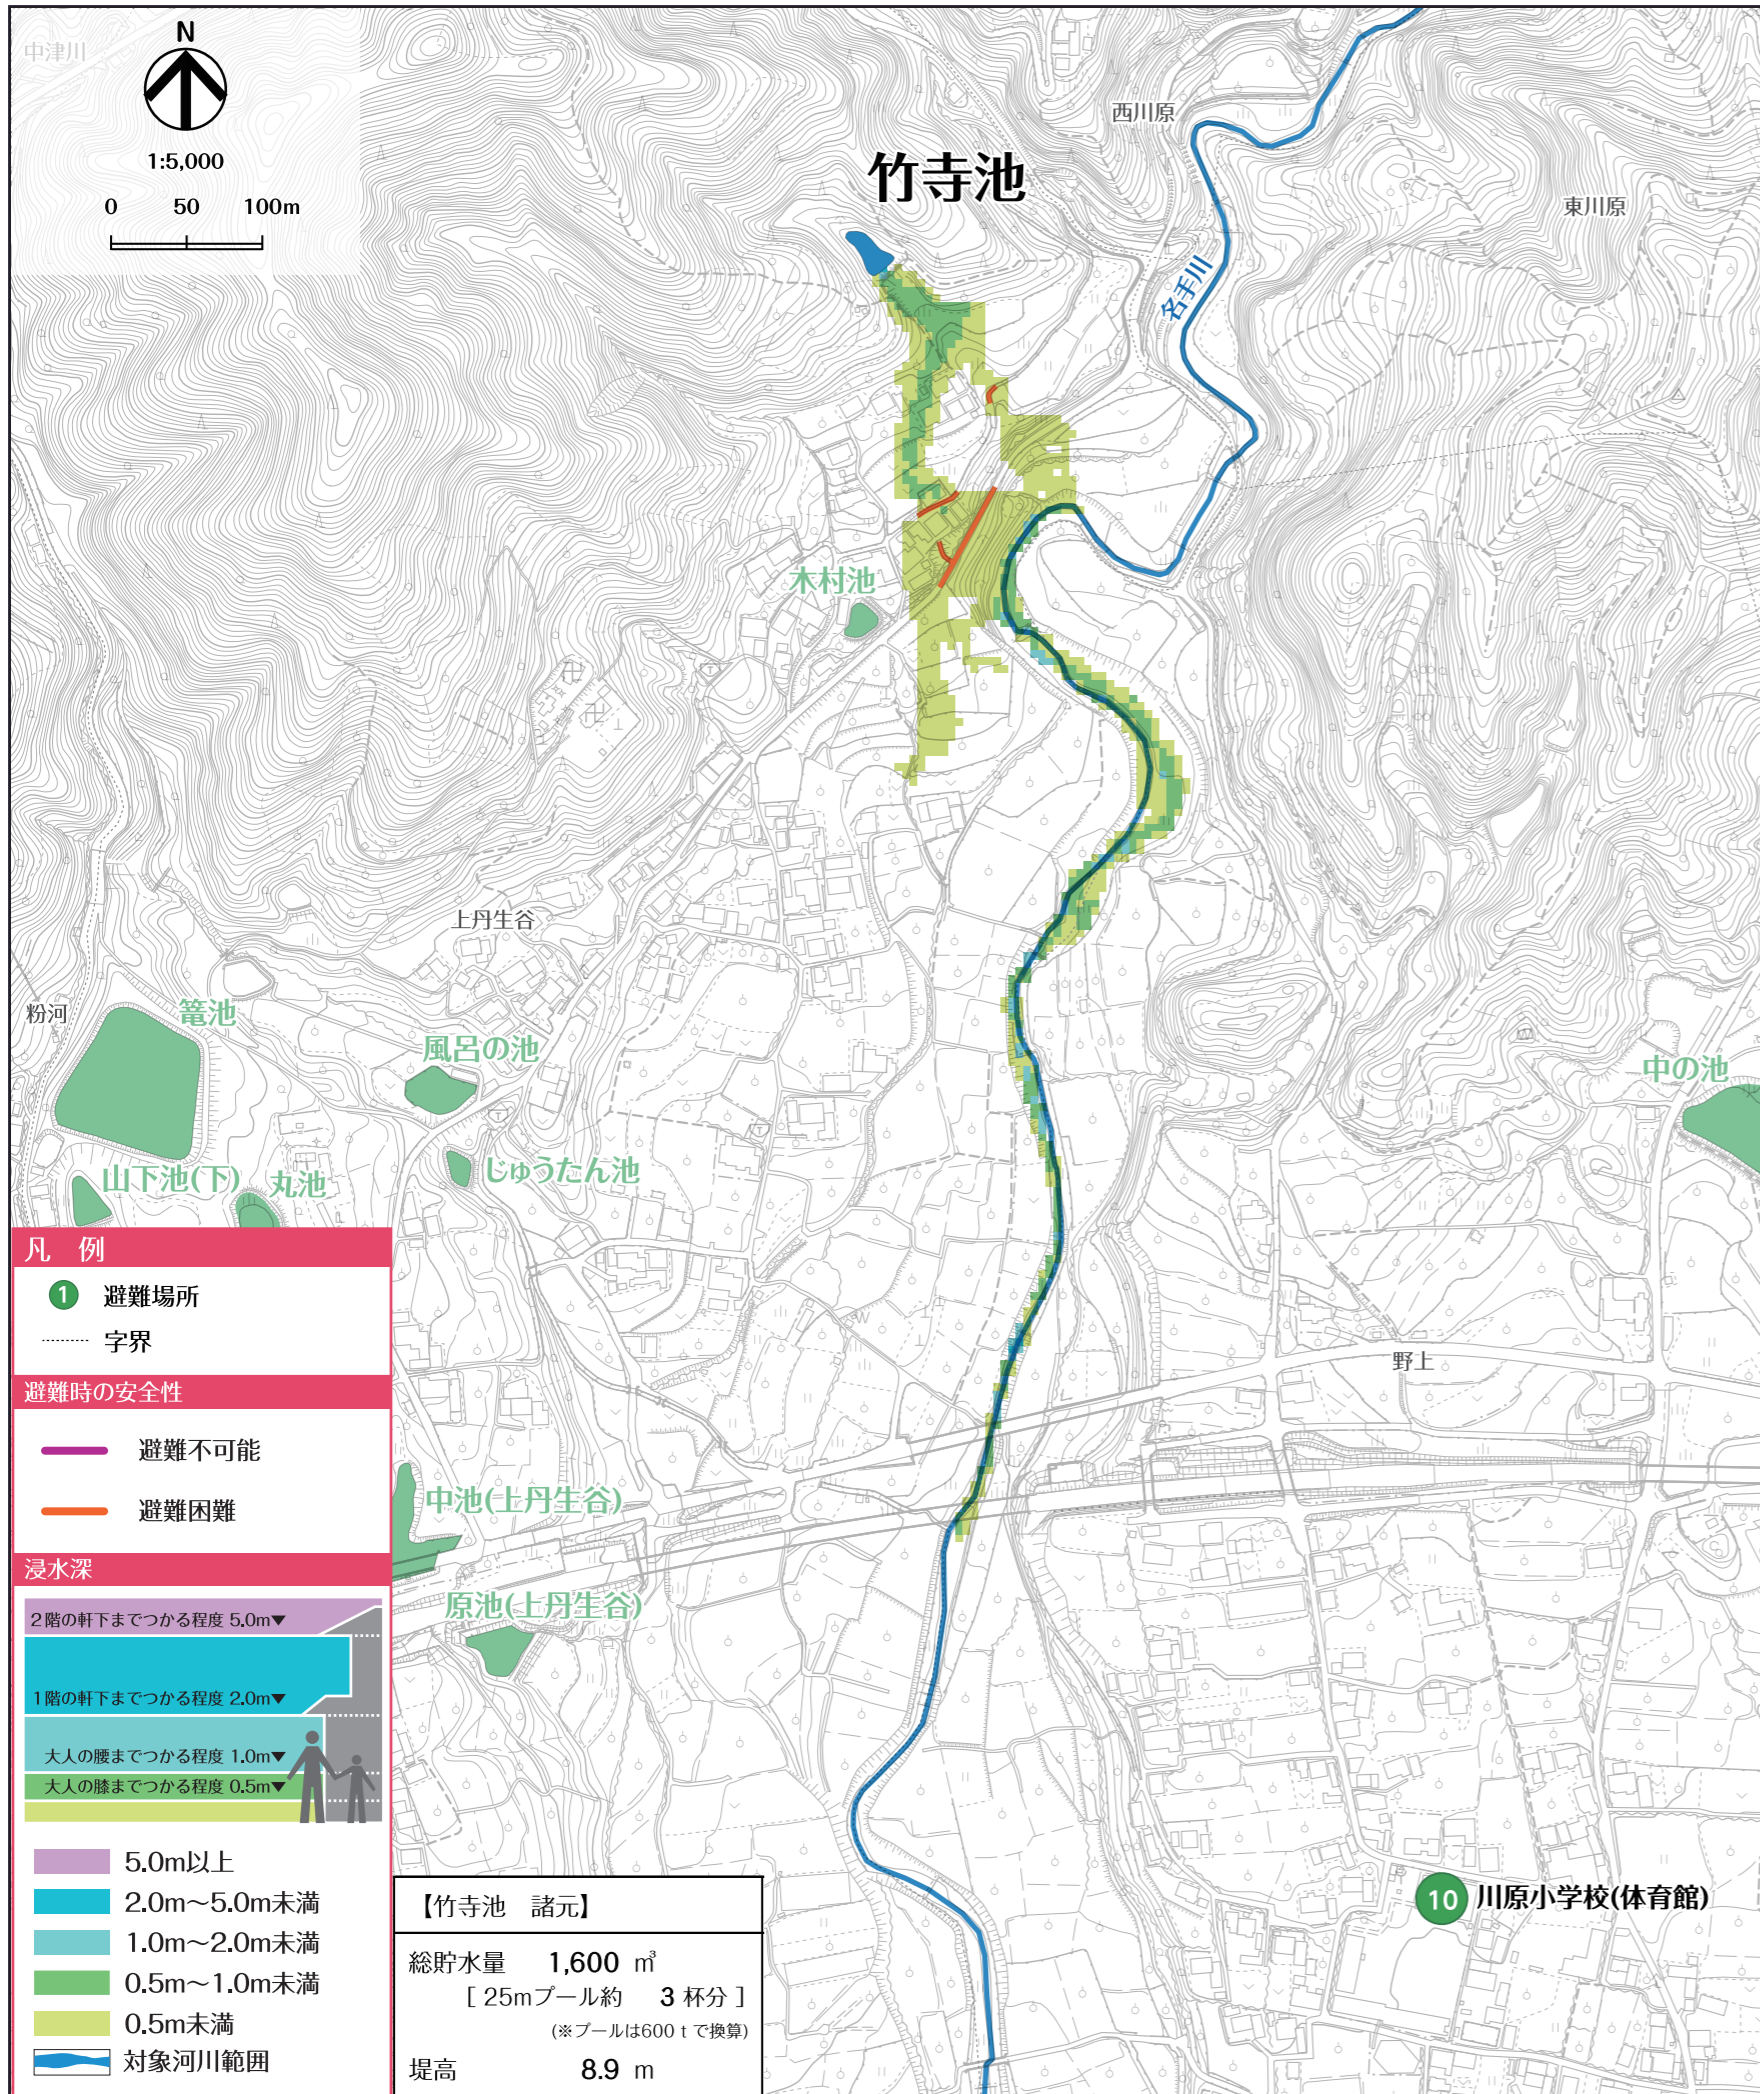 中津川
N
1:5,000
0 50 100m
竹寺池
西川原
東川原
名手川
木村池
上丹生谷
粉河
篭池
風呂の池
中の池
山下池(下)
丸池
じゅうたん池
野上
中池(上丹生谷)
原池(上丹生谷)
10 川原小学校(体育館)
凡 例
1 避難場所
字界
避難時の安全性
避難不可能
避難困難
浸水深
2階の軒下までつかる程度 5.0m▼
1階の軒下までつかる程度 2.0m▼
大人の腰までつかる程度 1.0m▼
大人の膝までつかる程度 0.5m▼
5.0m以上
2.0m～5.0m未満
1.0m～2.0m未満
0.5m～1.0m未満
0.5m未満
対象河川範囲
【竹寺池 諸元】
総貯水量 1,600 ㎥
[ 25mプール約 3 杯分 ]
(※プールは600ｔで換算)
堤高 8.9 m